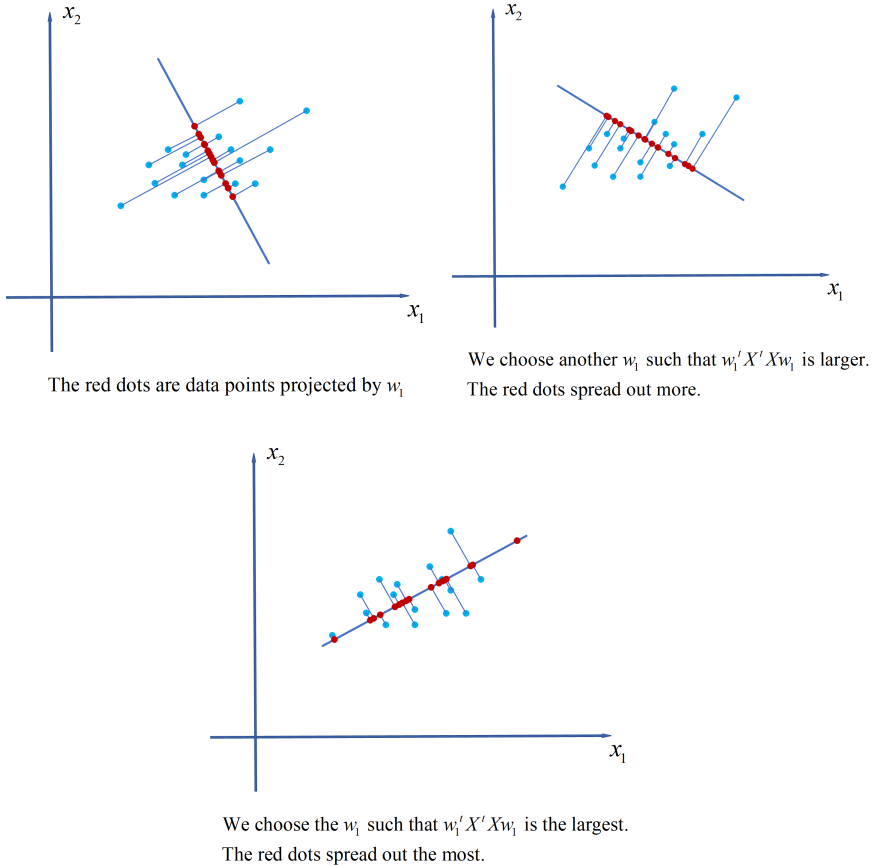 x₂
x₁
The red dots are data points projected by w₁
x₂
x₁
We choose another w₁ such that w₁ᵗXᵗXw₁ is larger.
The red dots spread out more.
x₂
x₁
We choose the w₁ such that w₁ᵗXᵗXw₁ is the largest.
The red dots spread out the most.